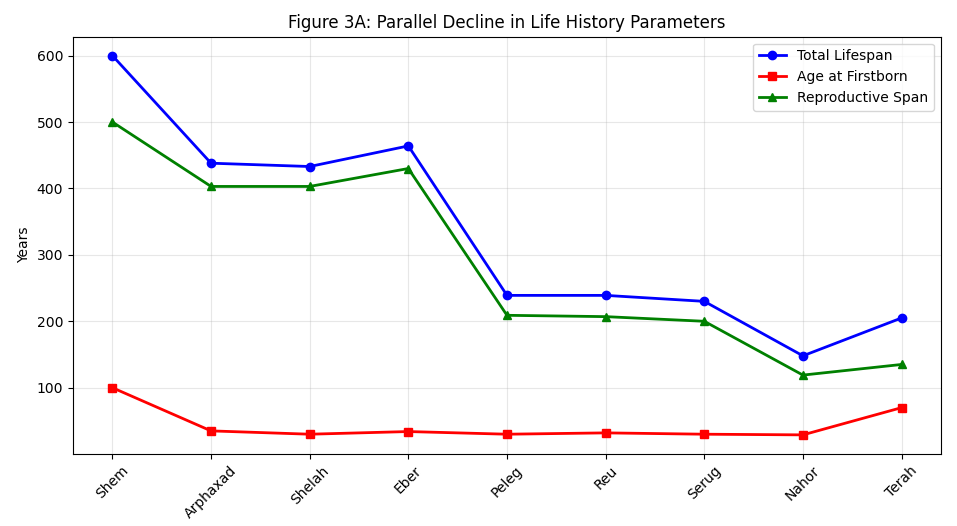 Figure 3A: Parallel Decline in Life History Parameters
Total Lifespan
Age at Firstborn
Reproductive Span
Years
600
500
400
300
200
100
Shem
Arphaxad
Shelah
Eber
Peleg
Reu
Serug
Nahor
Terah